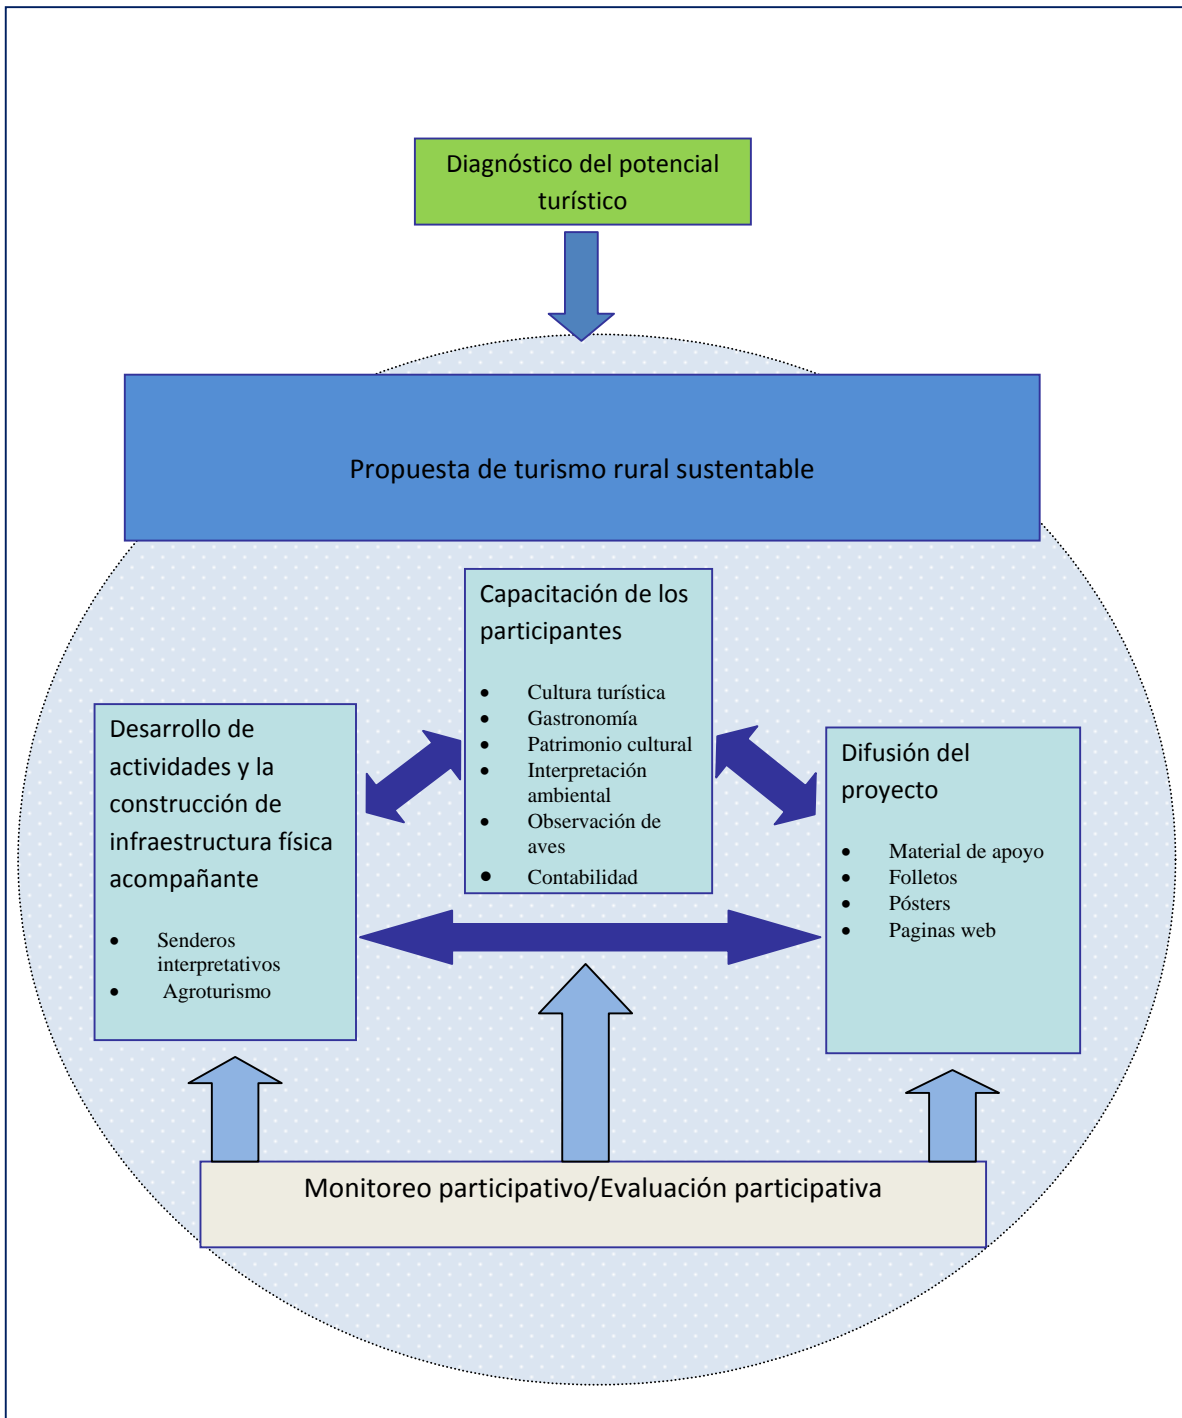 Diagnóstico del potencial
turístico
Propuesta de turismo rural sustentable
Capacitación de los
participantes
• Cultura turística
• Gastronomía
• Patrimonio cultural
• Interpretación
ambiental
• Observación de
aves
• Contabilidad
Desarrollo de
actividades y la
construcción de
infraestructura física
acompañante
• Senderos
interpretativos
• Agroturismo
Difusión del
proyecto
• Material de apoyo
• Folletos
• Pósters
• Paginas web
Monitoreo participativo/Evaluación participativa